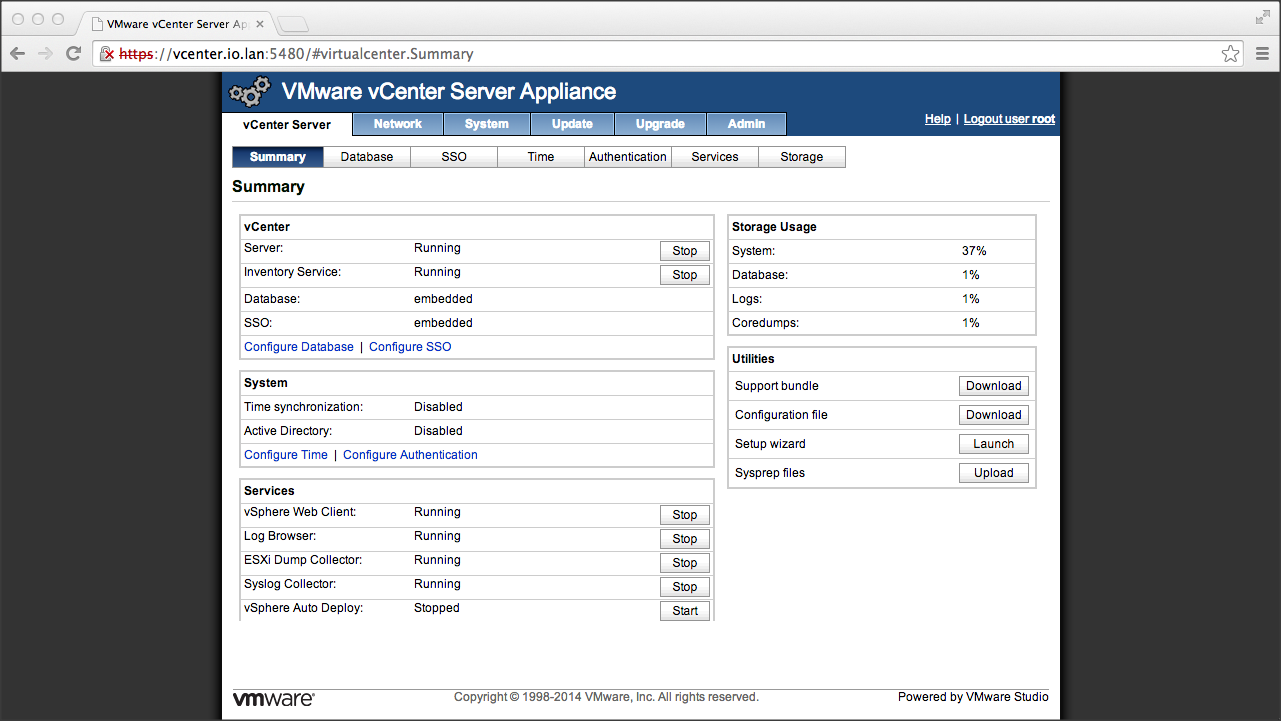 VMware vCenter Server Ap
https://vcenter.io.lan:5480/#virtualcenter.Summary
VMware vCenter Server Appliance
vCenter Server Network System Update Upgrade Admin Help | Logout user root
Summary Database SSO Time Authentication Services Storage
Summary
vCenter
Server: Running Stop
Inventory Service: Running Stop
Database: embedded
SSO: embedded
Configure Database | Configure SSO
System
Time synchronization: Disabled
Active Directory: Disabled
Configure Time | Configure Authentication
Services
vSphere Web Client: Running Stop
Log Browser: Running Stop
ESXi Dump Collector: Running Stop
Syslog Collector: Running Stop
vSphere Auto Deploy: Stopped Start
Storage Usage
System: 37%
Database: 1%
Logs: 1%
Coredumps: 1%
Utilities
Support bundle Download
Configuration file Download
Setup wizard Launch
Sysprep files Upload
vmware Copyright © 1998-2014 VMware, Inc. All rights reserved. Powered by VMware Studio